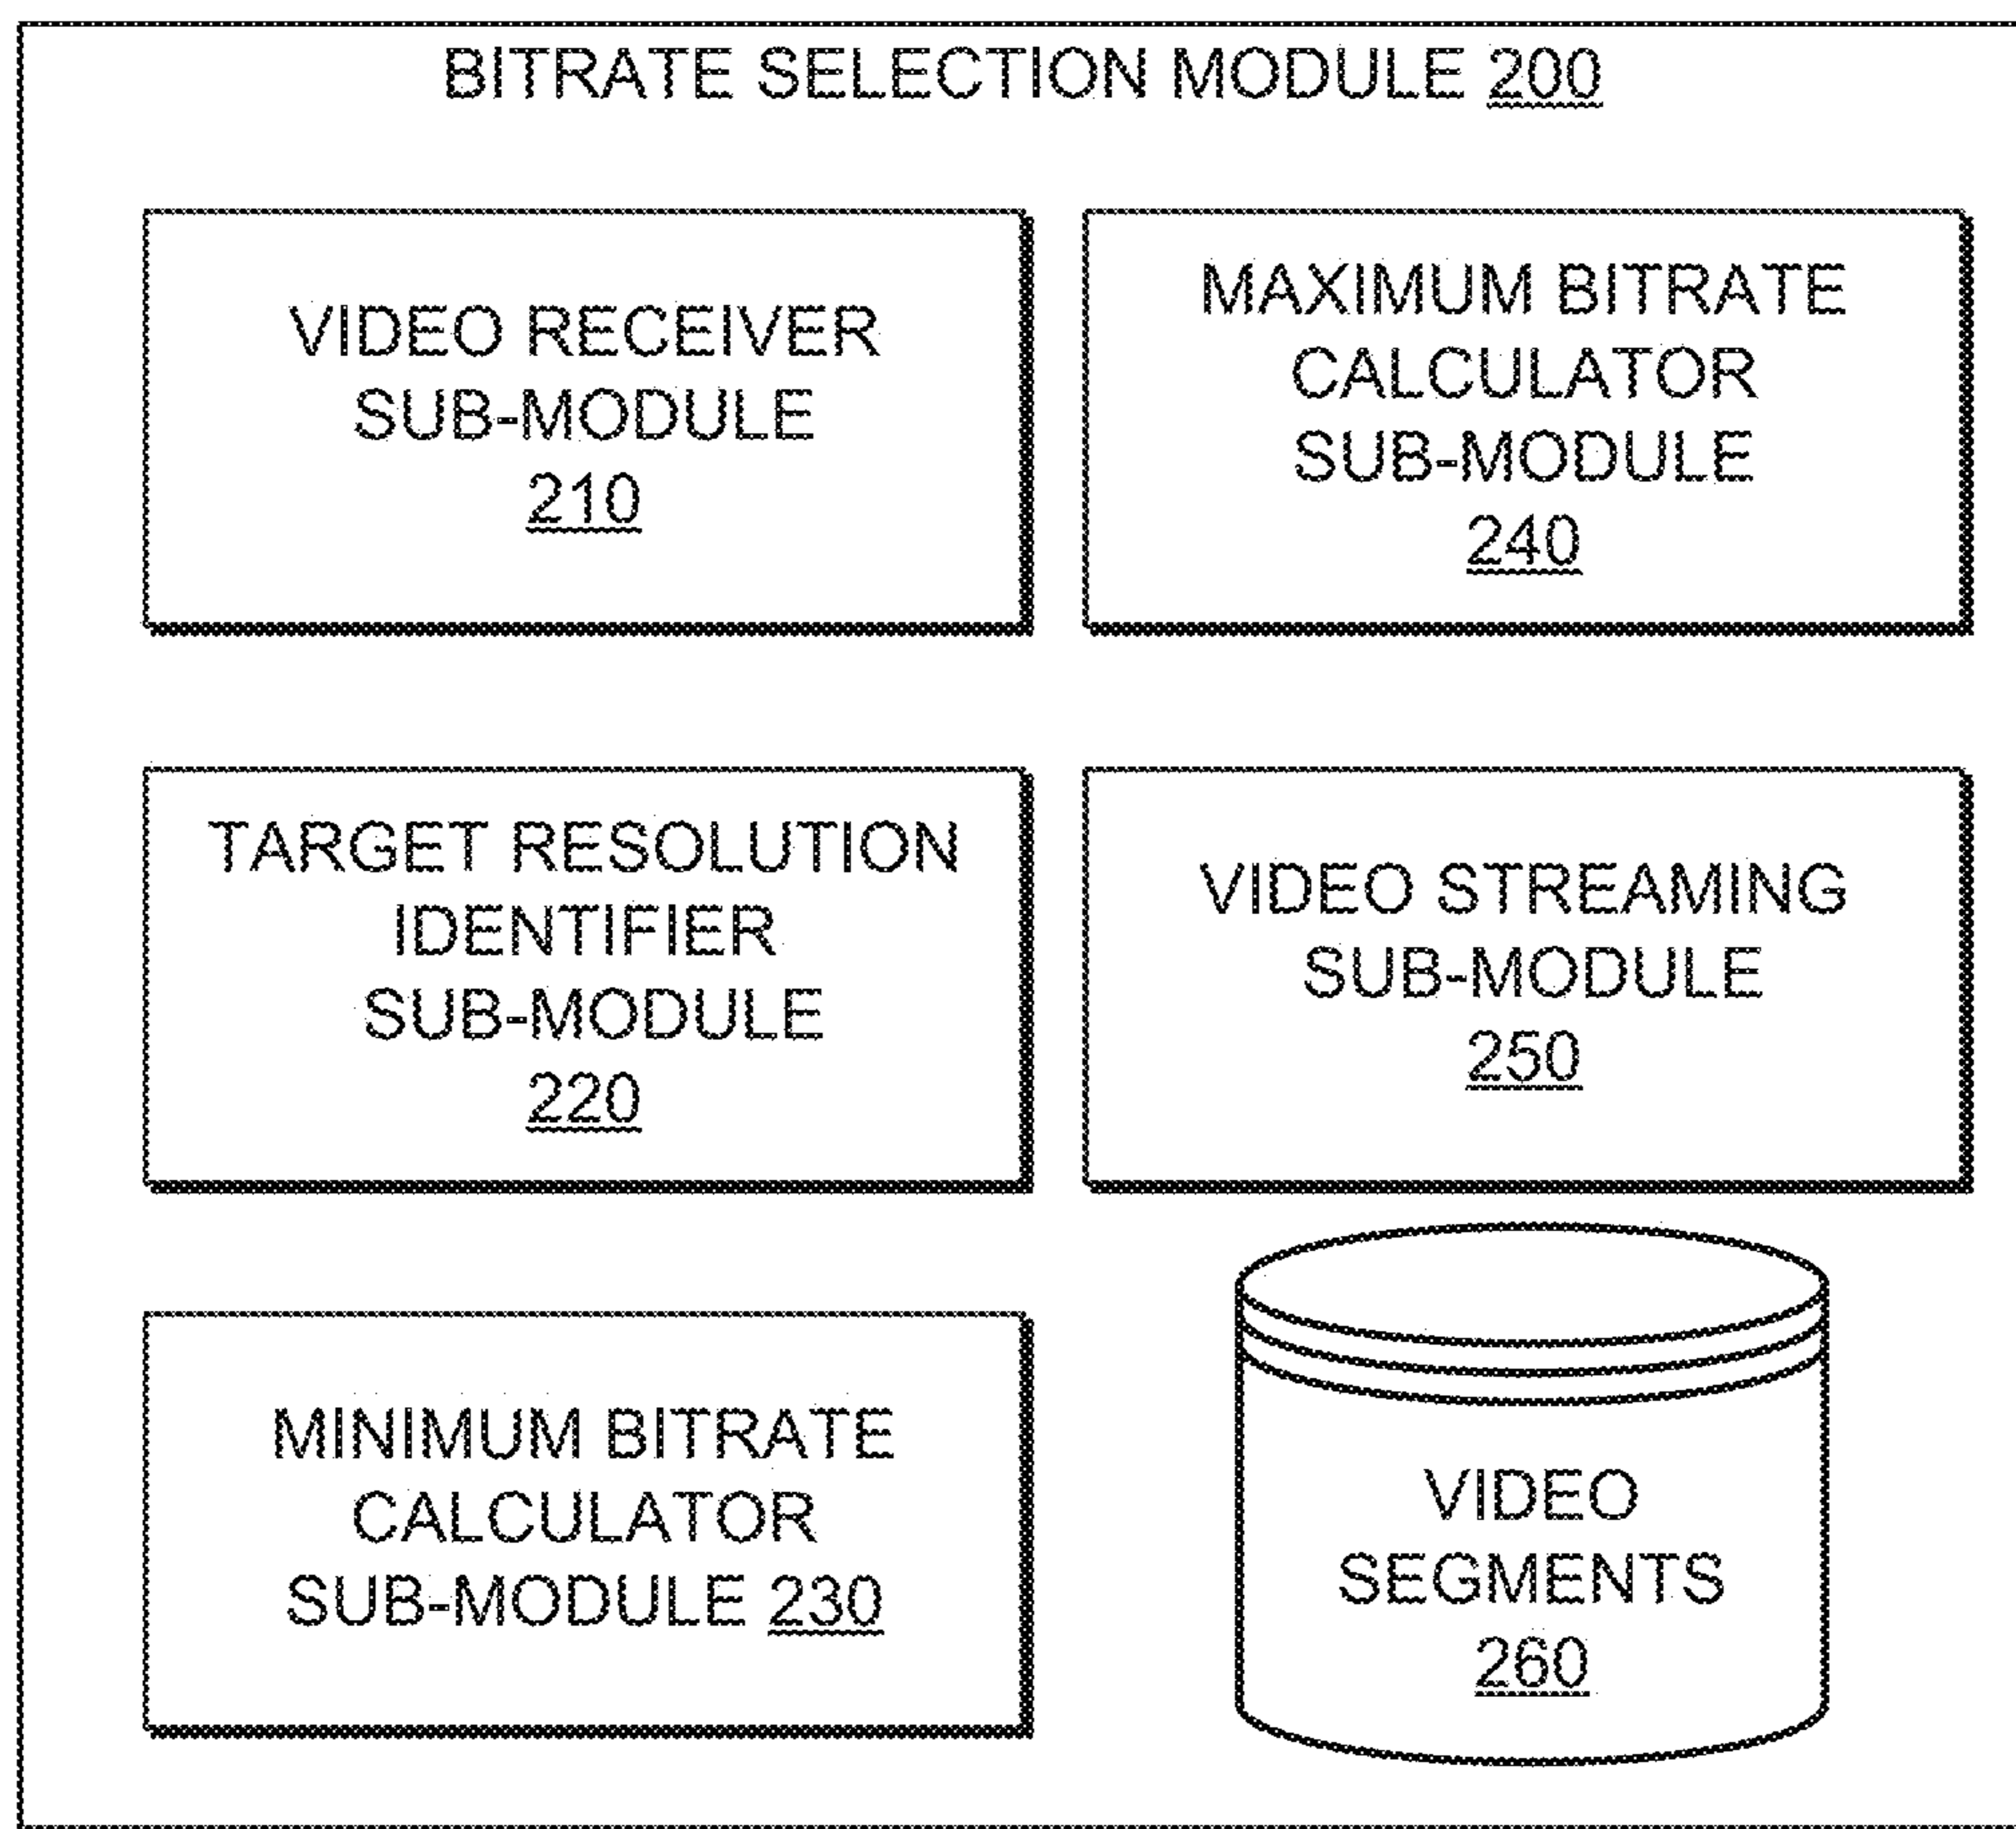 BITRATE SELECTION MODULE 200
VIDEO RECEIVER
SUB-MODULE
210
MAXIMUM BITRATE
CALCULATOR
SUB-MODULE
240
TARGET RESOLUTION
IDENTIFIER
SUB-MODULE
220
VIDEO STREAMING
SUB-MODULE
250
MINIMUM BITRATE
CALCULATOR
SUB-MODULE 230
VIDEO
SEGMENTS
260